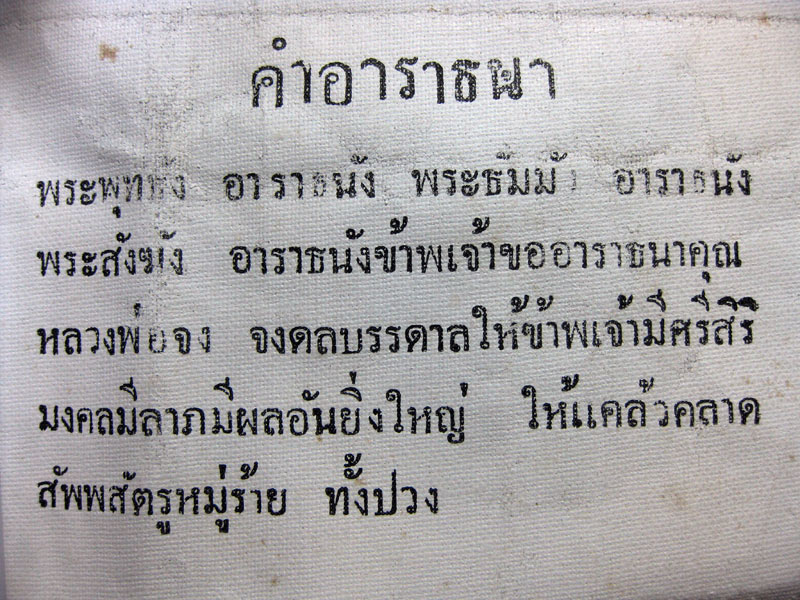 คำอาราธนา
พระพุทธัง อาราธนัง พระธัมมัง อาราธนัง
พระสังฆัง อาราธนังข้าพเจ้าขออาราธนาคุณ
หลวงพ่อจง จงดลบรรดาลให้ข้าพเจ้ามีศรีสิริ
มงคลมีลาภมีผลอันยิ่งใหญ่ ให้แคล้วคลาด
สัพพสัตรูหมู่ร้าย ทั้งปวง